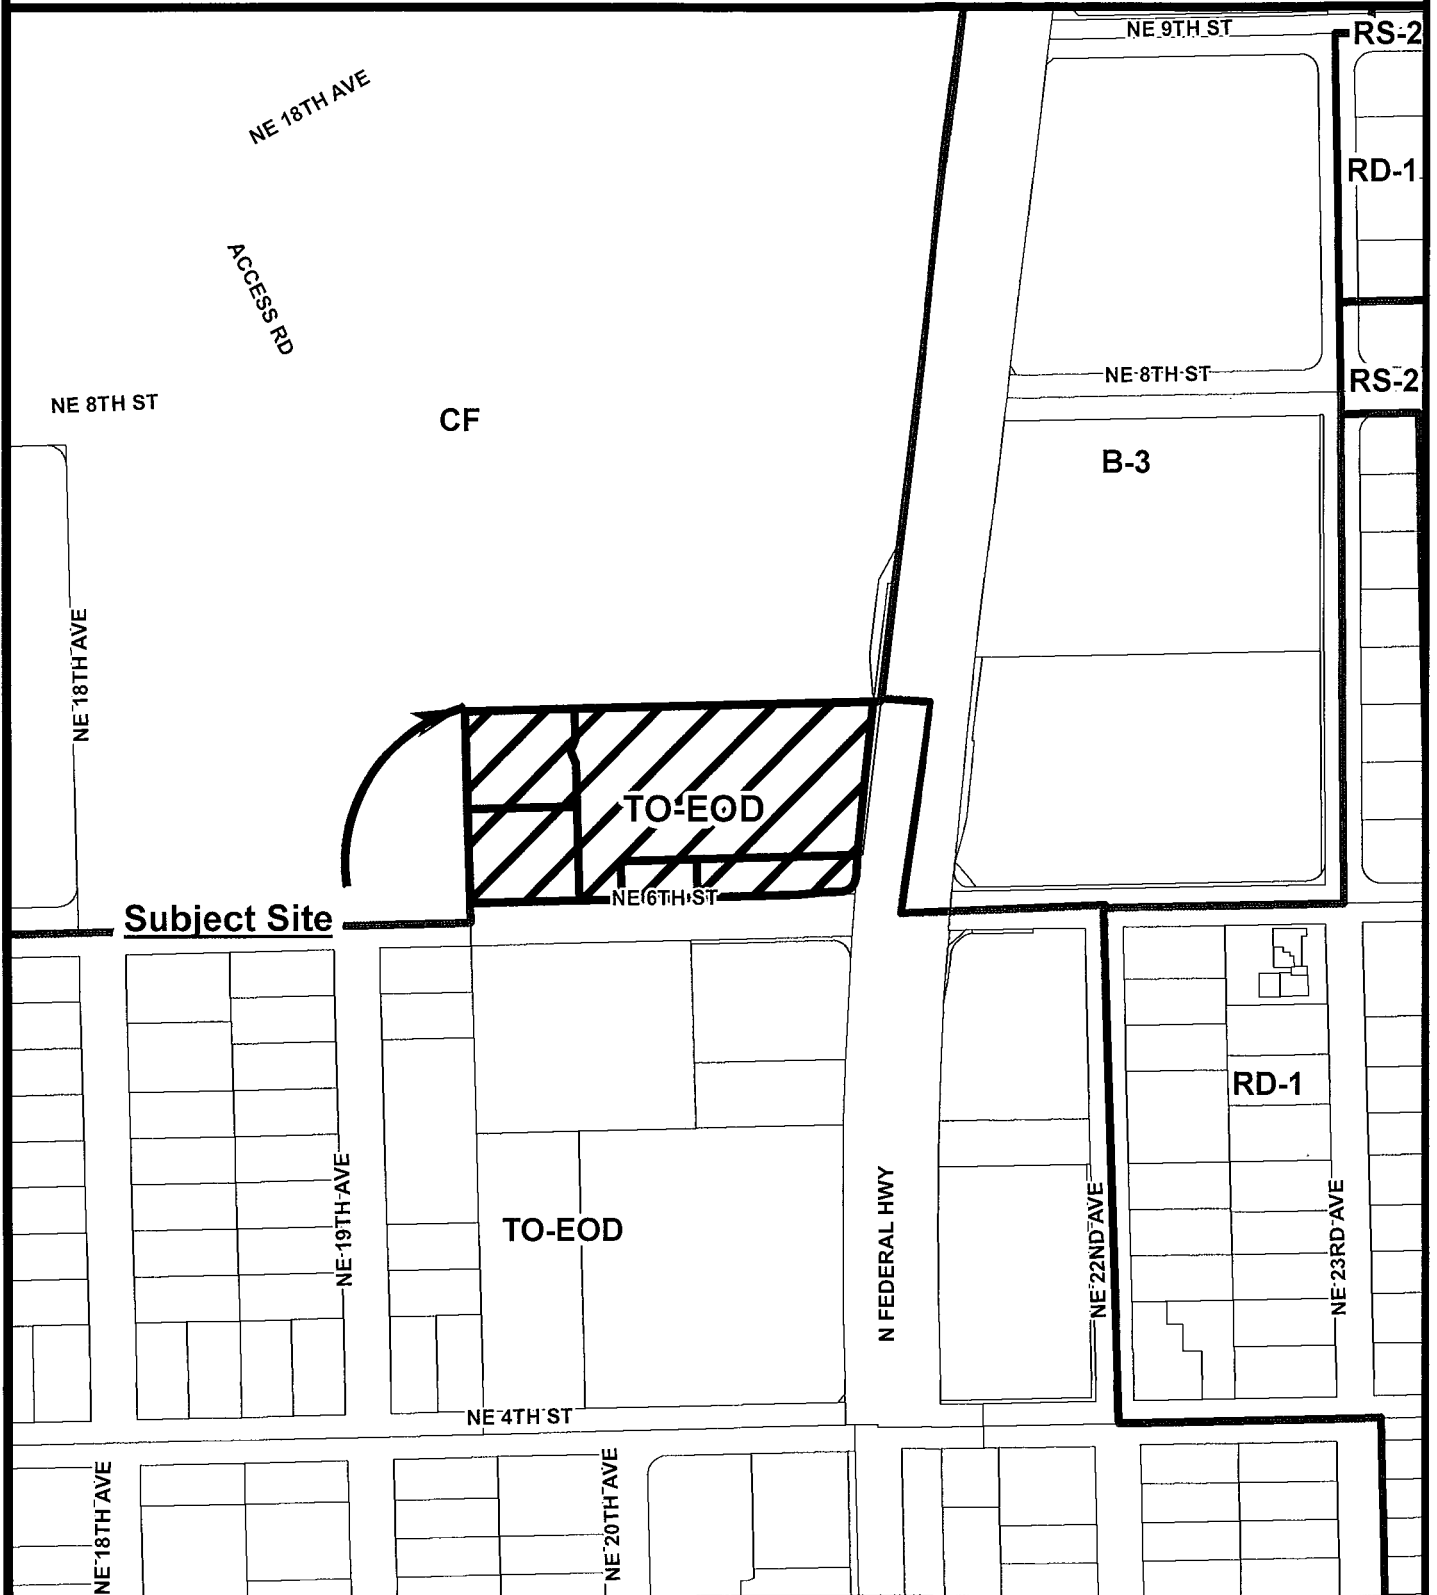 NE 9TH ST
RS-2
NE 18TH AVE
RD-1
ACCESS RD
NE 8TH ST
RS-2
NE 8TH ST
CF
B-3
NE 18TH AVE
TO-EOD
NE 6TH ST
Subject Site
RD-1
NE 19TH AVE
TO-EOD
N FEDERAL HWY
NE 22ND AVE
NE 23RD AVE
NE 4TH ST
NE 18TH AVE
NE 20TH AVE